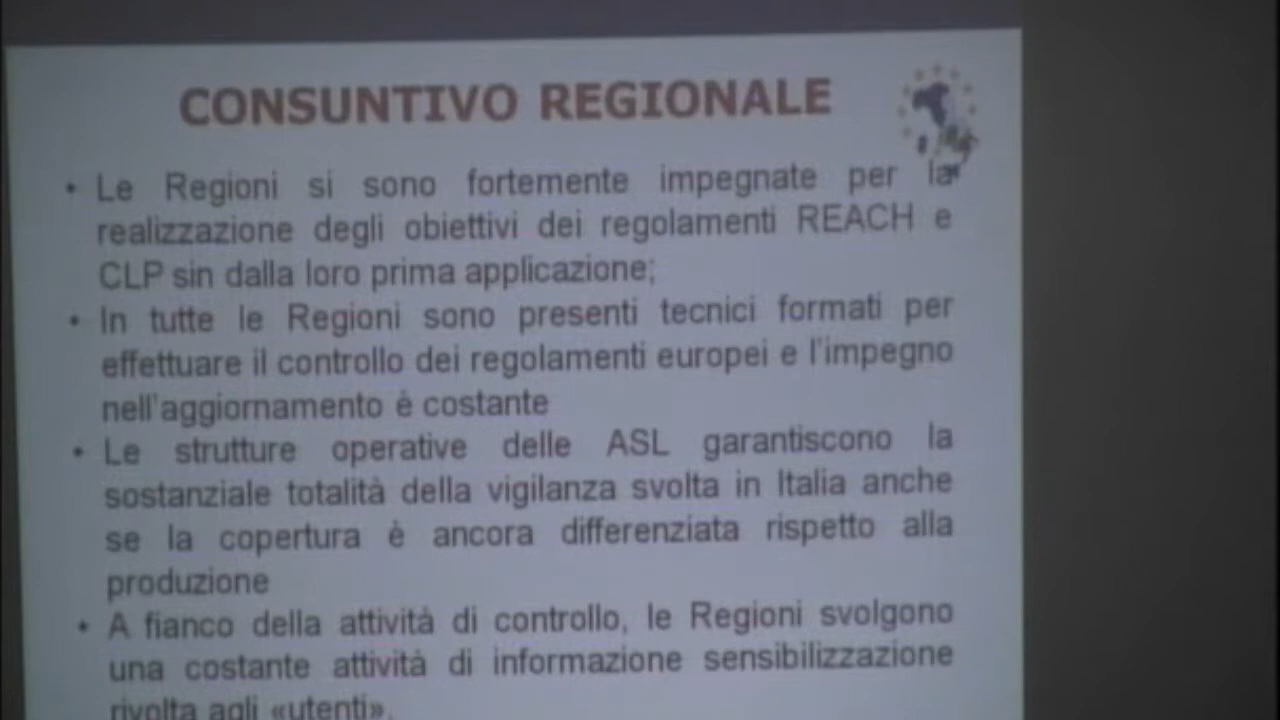 CONSUNTIVO REGIONALE
• Le Regioni si sono fortemente impegnate per la
realizzazione degli obiettivi dei regolamenti REACH e
CLP sin dalla loro prima applicazione;
• In tutte le Regioni sono presenti tecnici formati per
effettuare il controllo dei regolamenti europei e l'impegno
nell'aggiornamento è costante
• Le strutture operative delle ASL garantiscono la
sostanziale totalità della vigilanza svolta in Italia anche
se la copertura è ancora differenziata rispetto alla
produzione
• A fianco della attività di controllo, le Regioni svolgono
una costante attività di informazione sensibilizzazione
rivolta agli «utenti».